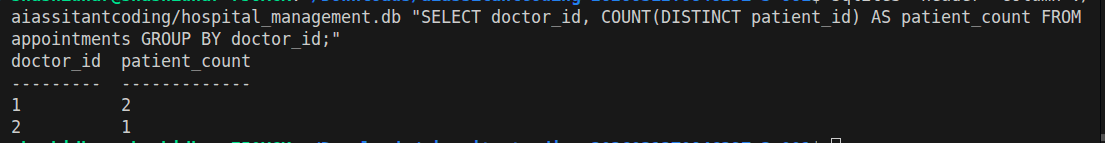 aiassitantcoding/hospital_management.db "SELECT doctor_id, COUNT(DISTINCT patient_id) AS patient_count FROM
appointments GROUP BY doctor_id;"
doctor_id  patient_count
---------  -------------
1          2
2          1